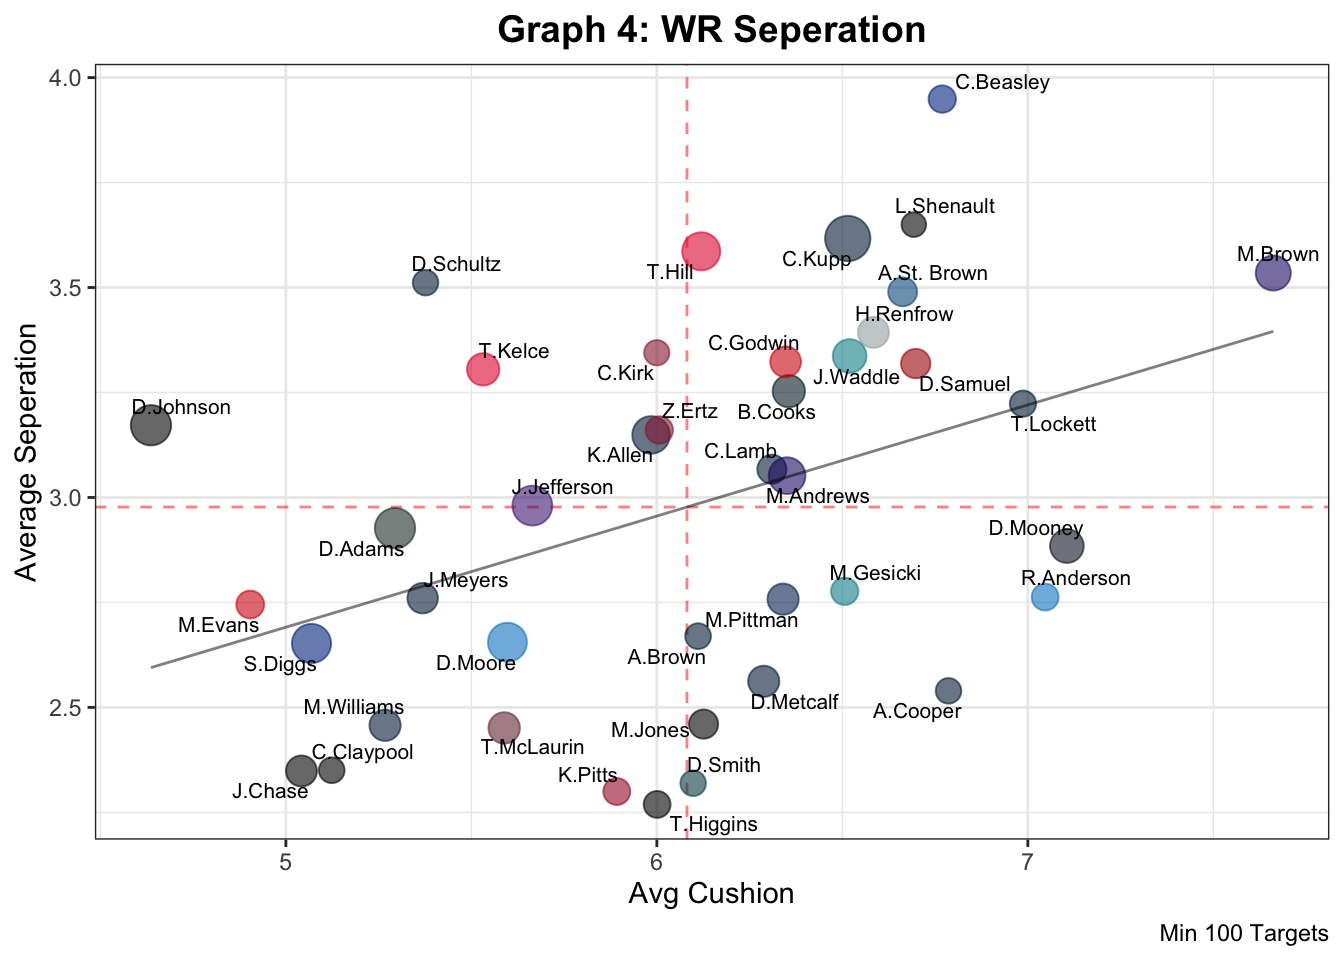 Graph 4: WR Seperation
4.0
3.5
3.0
2.5
Average Seperation
C.Beasley
L.Shenault
C.Kupp
T.Hill
M.Brown
D.Schultz
A.St. Brown
H.Renfrow
T.Kelce
C.Kirk
C.Godwin
J.Waddle
D.Samuel
D.Johnson
Z.Ertz
B.Cooks
T.Lockett
K.Allen
C.Lamb
M.Andrews
J.Jefferson
D.Adams
D.Mooney
J.Meyers
M.Gesicki
R.Anderson
M.Evans
M.Pittman
S.Diggs
D.Moore
A.Brown
D.Metcalf
A.Cooper
M.Williams
M.Jones
T.McLaurin
C.Claypool
J.Chase
K.Pitts
D.Smith
T.Higgins
5
6
7
Avg Cushion
Min 100 Targets